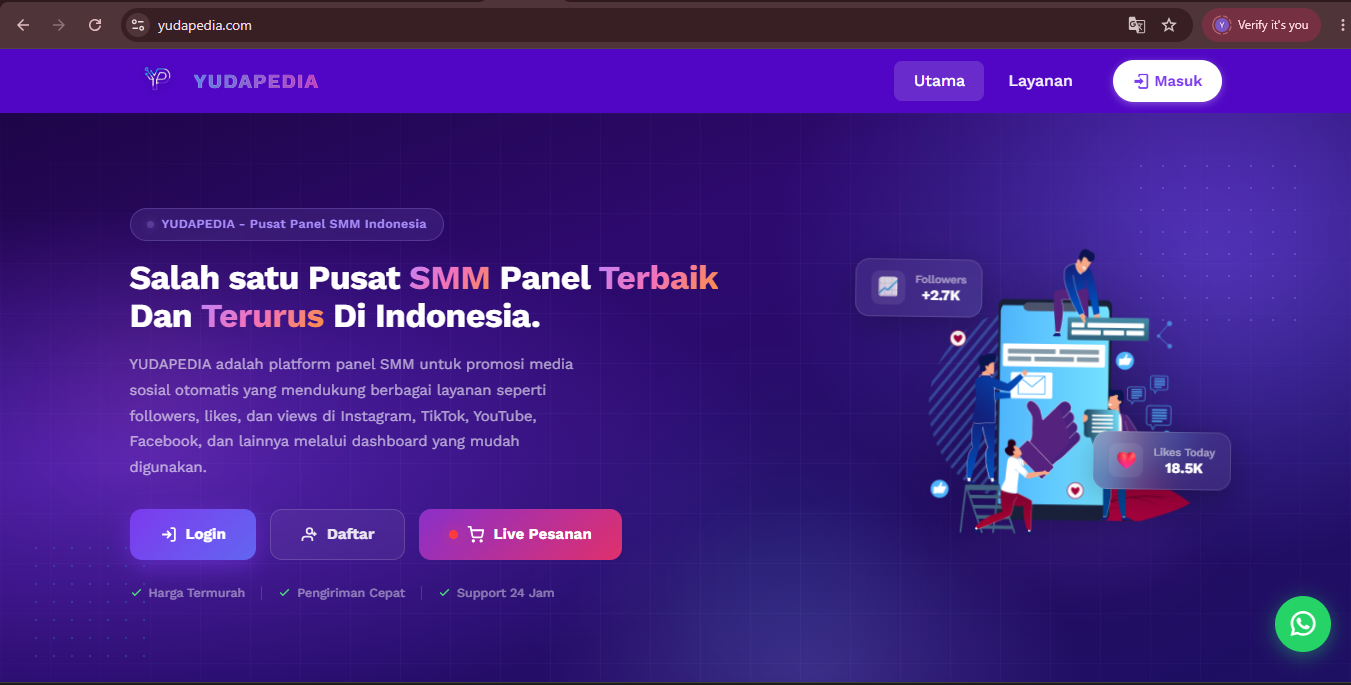 yudapedia.com
Verify it's you
YUDAPEDIA
Utama
Layanan
Masuk
YUDAPEDIA - Pusat Panel SMM Indonesia
Salah satu Pusat SMM Panel Terbaik
Dan Terurus Di Indonesia.
YUDAPEDIA adalah platform panel SMM untuk promosi media
sosial otomatis yang mendukung berbagai layanan seperti
followers, likes, dan views di Instagram, TikTok, YouTube,
Facebook, dan lainnya melalui dashboard yang mudah
digunakan.
Login
Daftar
Live Pesanan
Harga Termurah
Pengiriman Cepat
Support 24 Jam
Followers
+2.7K
Likes Today
18.5K